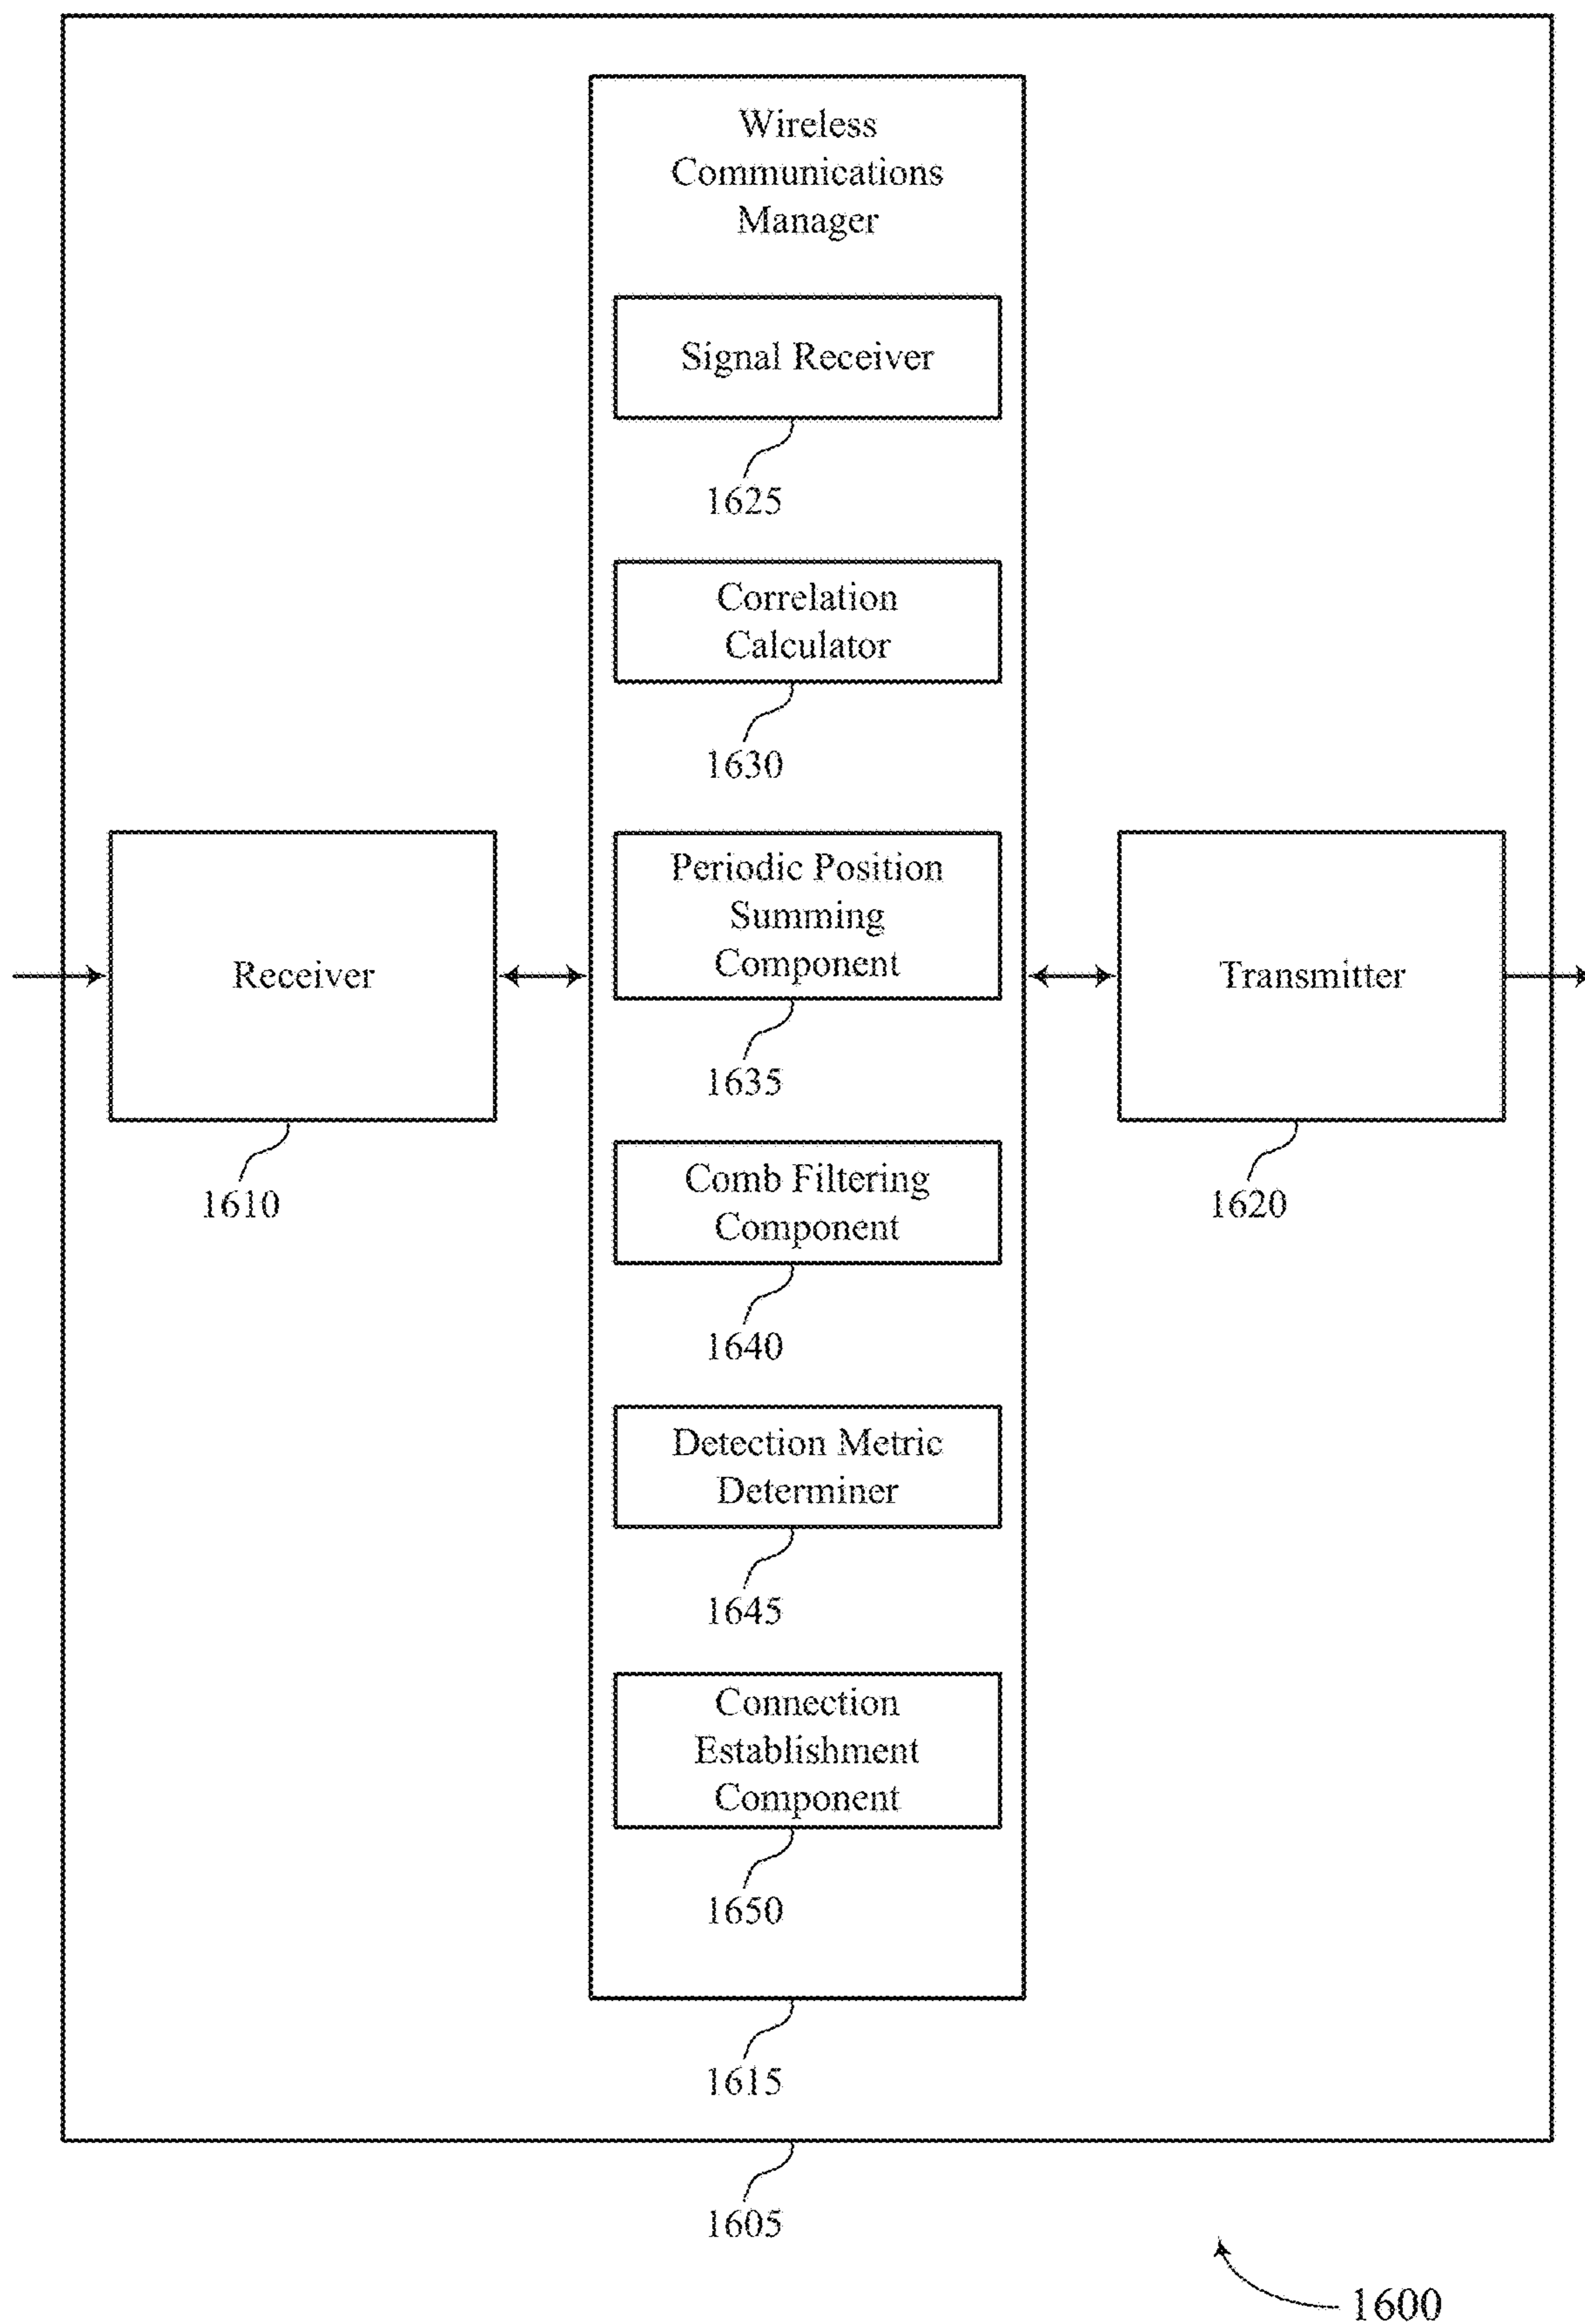 Wireless
Communications
Manager
Signal Receiver
1625
Correlation
Calculator
1630
Periodic Position
Summing
Component
1635
Receiver
1610
Transmitter
1620
Comb Filtering
Component
1640
Detection Metric
Determiner
1645
Connection
Establishment
Component
1650
1615
1605
1600